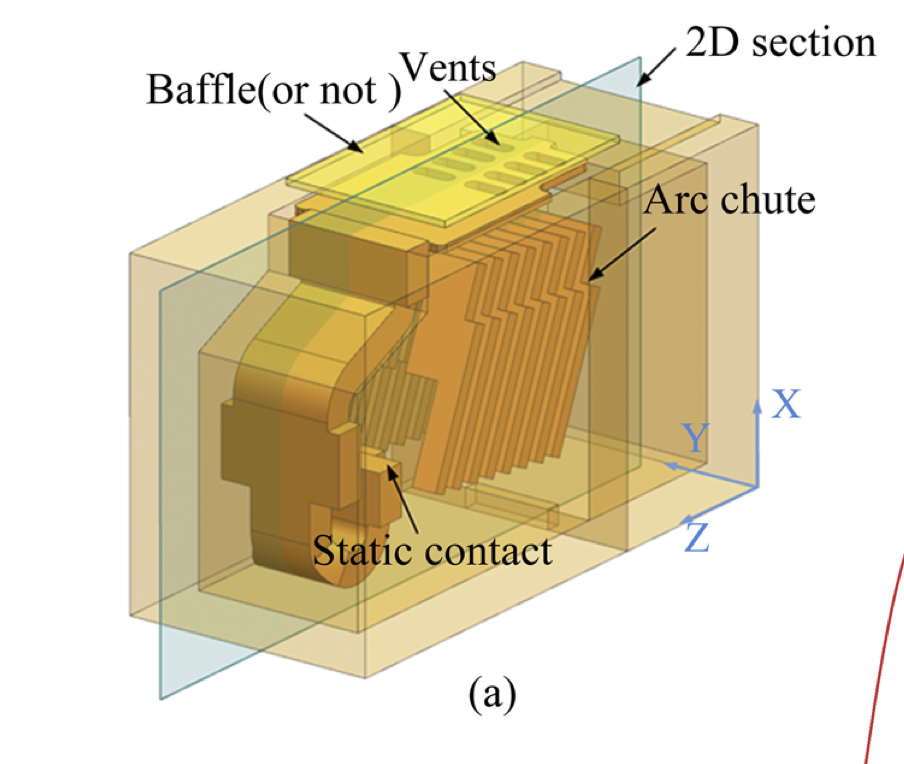 2D section
Vents
Baffle(or not )
Arc chute
X
Y
Z
Static contact
(a)